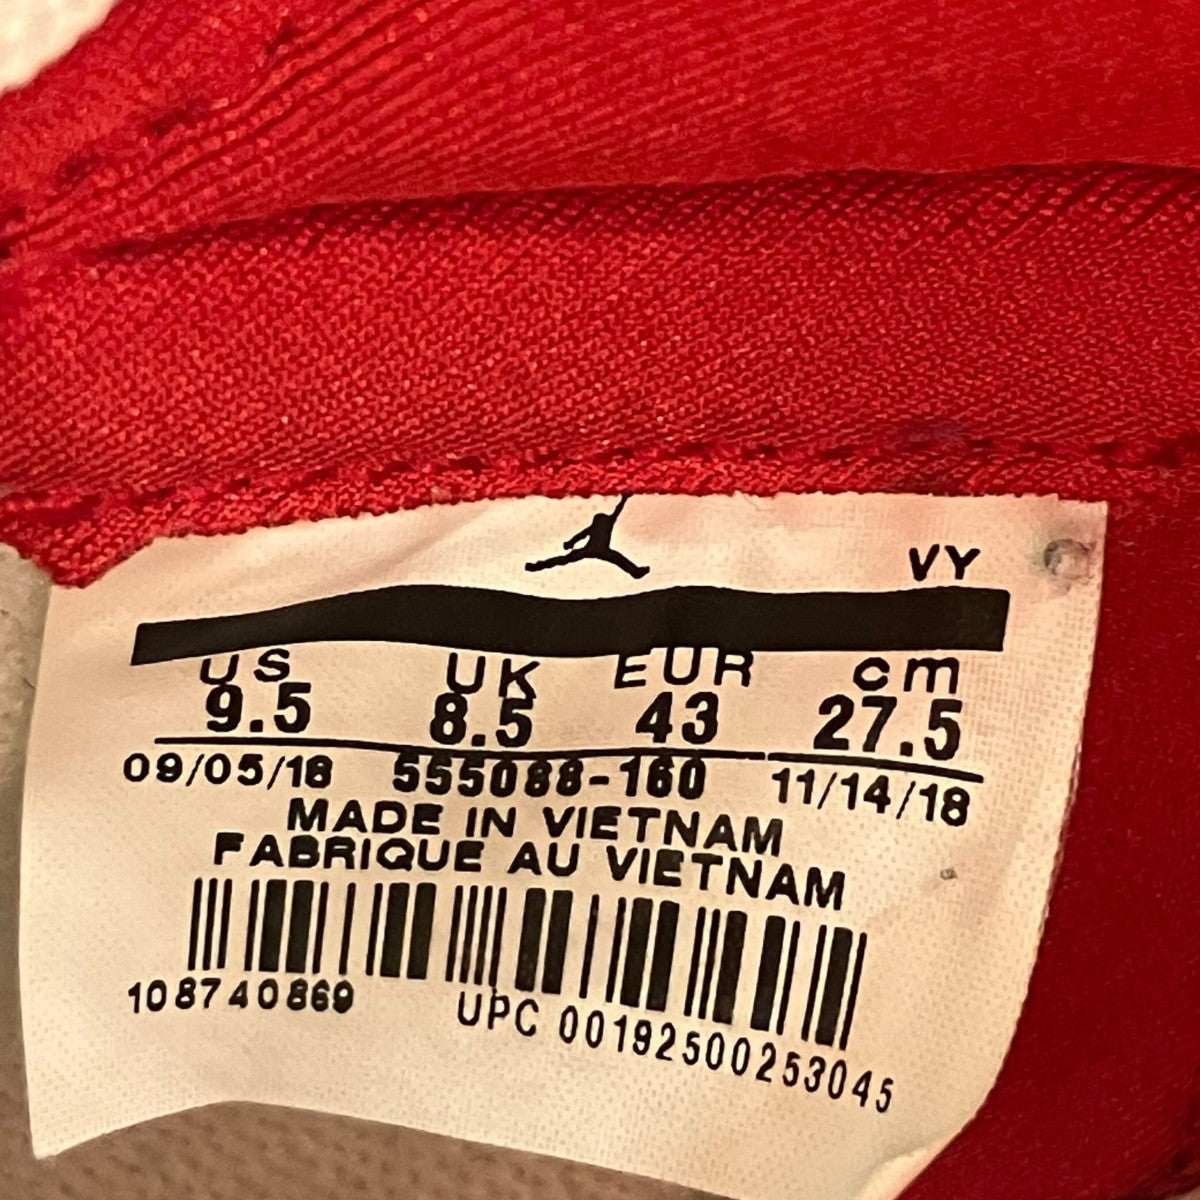 VY
US UK EUR cm
9.5 8.5 43 27.5
09/05/18 555088-160 11/14/18
MADE IN VIETNAM
FABRIQUE AU VIETNAM
108740869 UPC 00192500253045